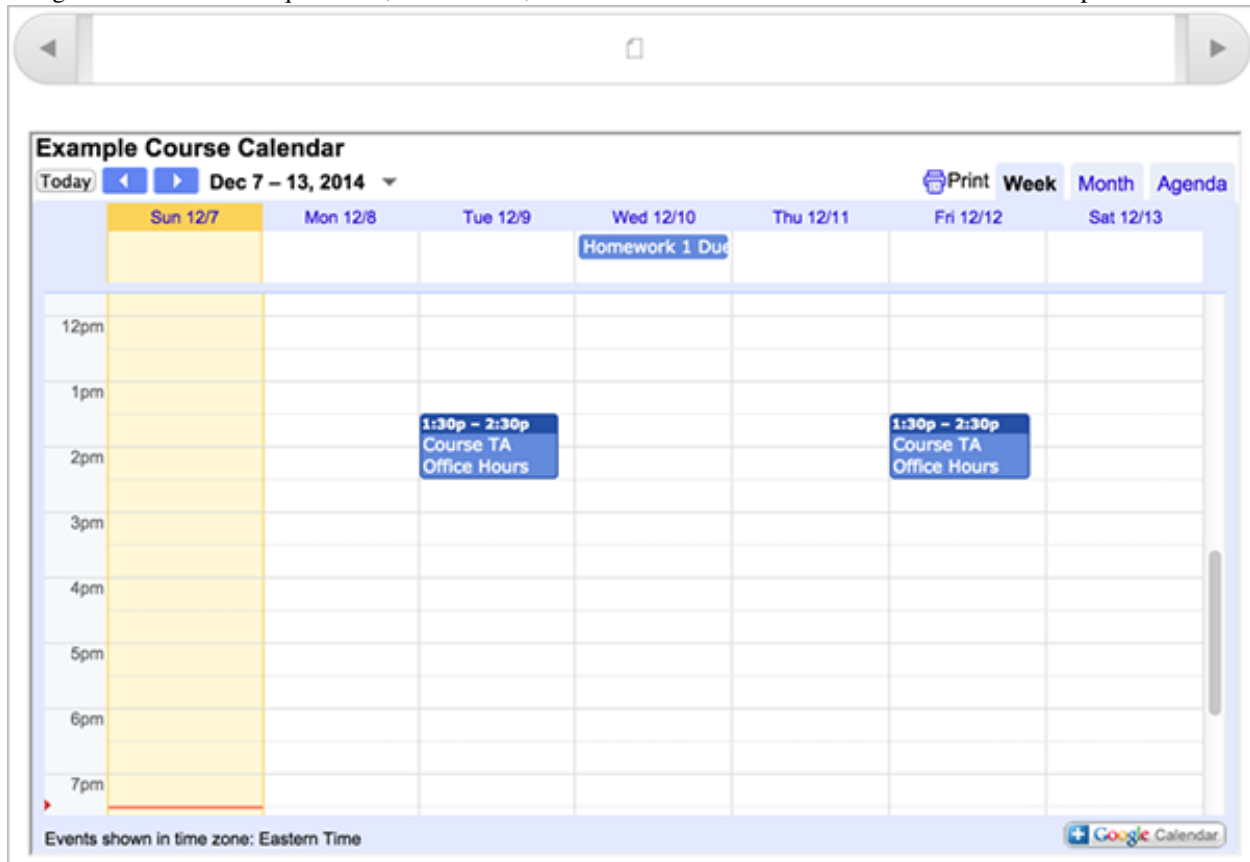 Example Course Calendar
Today Dec 7 – 13, 2014 Print Week Month Agenda
Sun 12/7 Mon 12/8 Tue 12/9 Wed 12/10 Thu 12/11 Fri 12/12 Sat 12/13
Homework 1 Due
12pm
1pm
1:30p – 2:30p 1:30p – 2:30p
Course TA Course TA
2pm
Office Hours Office Hours
3pm
4pm
5pm
6pm
7pm
Events shown in time zone: Eastern Time Google Calendar